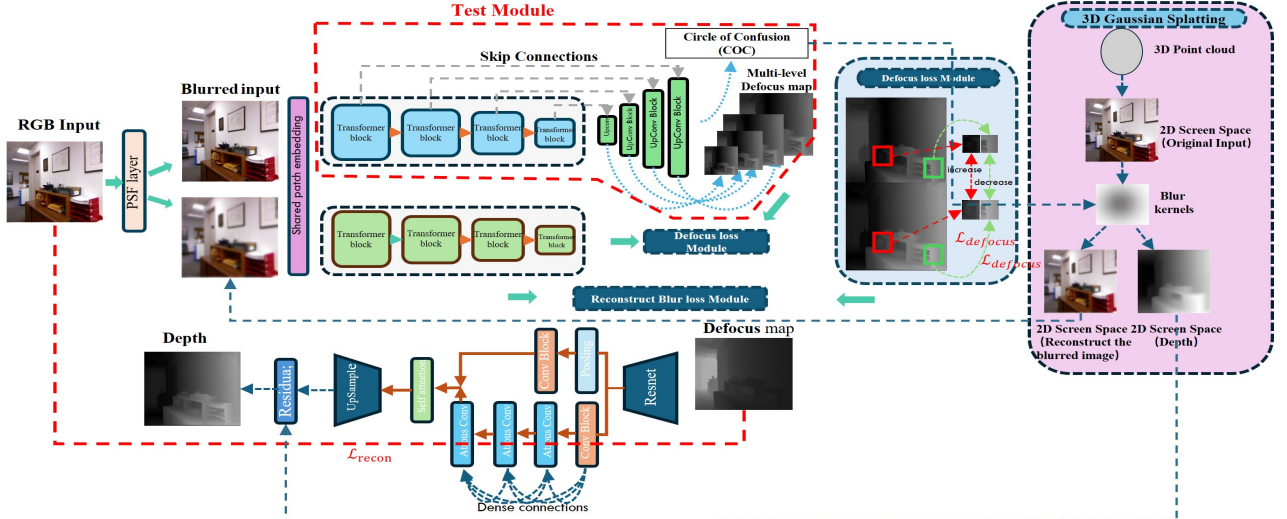 Test Module
3D Gaussian Splatting
3D Point cloud
Circle of Confusion
(COC)
Skip Connections
Multi-level
Defocus map
Defocus loss Module
Blurred input
RGB Input
PSF layer
Shared patch embedding
Transformer
block
Transformer
block
Transformer
block
Transformer
block
Upconv
UpConv Block
UpConv Block
UpConv Block
2D Screen Space
(Original Input)
increase
decrease
Blur
kernels
Transformer
block
Transformer
block
Transformer
block
Transformer
block
Defocus loss
Module
ℒdefocus
ℒdefocus
Reconstruct Blur loss Module
2D Screen Space
(Reconstruct the
blurred image)
2D Screen Space
(Depth)
Depth
Defocus map
Residua;
UpSample
Self attention
Conv Block
Pooling
Resnet
Atous Conv
Atous Conv
Atous Conv
Conv Block
ℒrecon
Dense connections